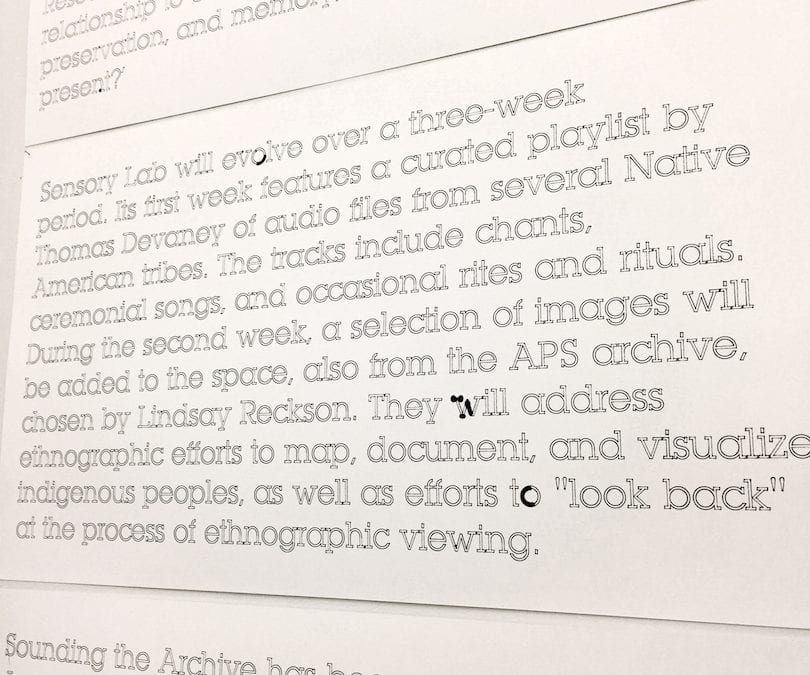 relationship to
preservation, and memory,
present?
Sensory Lab will evolve over a three-week
period. Its first week features a curated playlist by
Thomas Devaney of audio files from several Native
American tribes. The tracks include chants,
ceremonial songs, and occasional rites and rituals.
During the second week, a selection of images will
be added to the space, also from the APS archive,
chosen by Lindsay Reckson. They will address
ethnographic efforts to map, document, and visualize
indigenous peoples, as well as efforts to "look back"
at the process of ethnographic viewing.
Sounding the Archive has